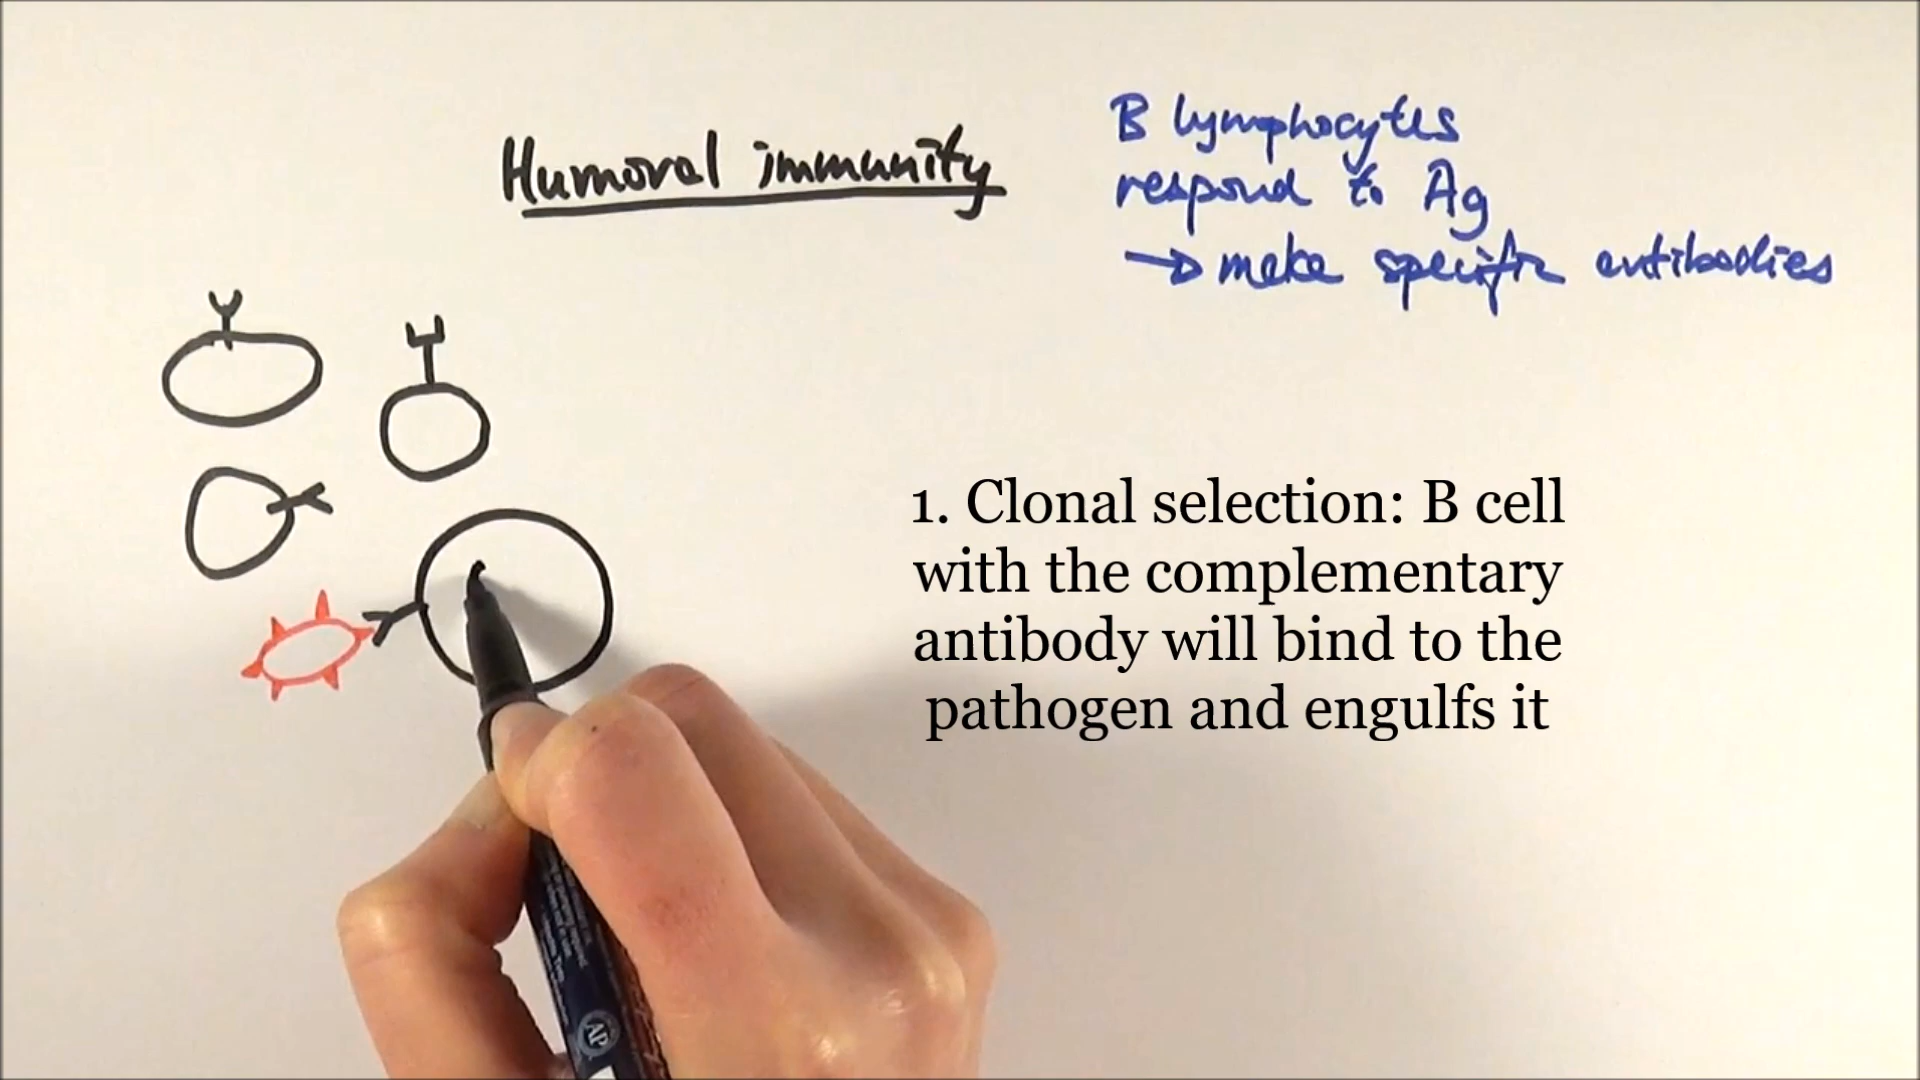 Humoral immunity
B lymphocytes
respond to Ag
→ make specific antibodies
1. Clonal selection: B cell
with the complementary
antibody will bind to the
pathogen and engulfs it
AP